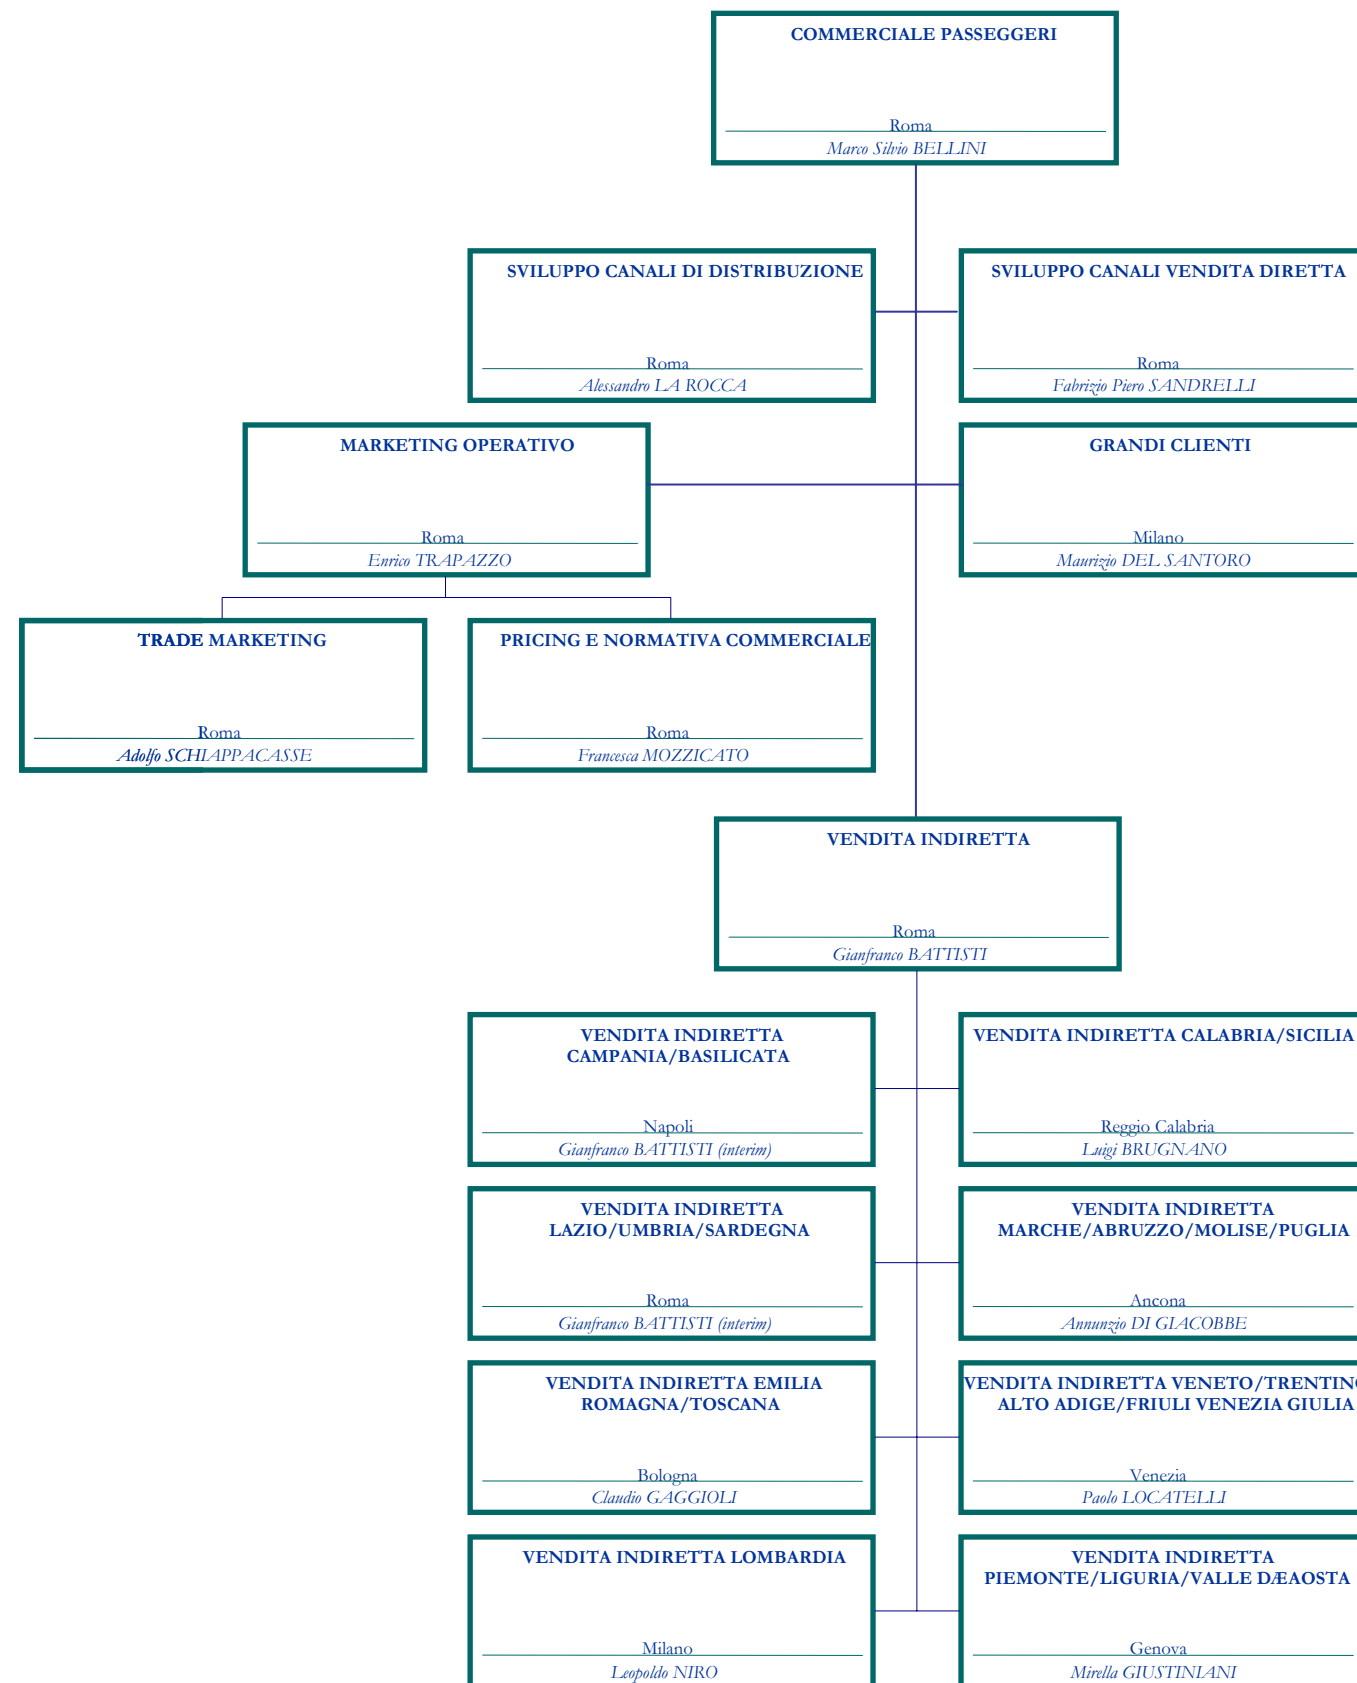 COMMERCIALE PASSEGGERI
Roma
Marco Silvio BELLINI
SVILUPPO CANALI DI DISTRIBUZIONE
Roma
Alessandro LA ROCCA
SVILUPPO CANALI VENDITA DIRETTA
Roma
Fabrizio Piero SANDRELLI
MARKETING OPERATIVO
Roma
Enrico TRAPAZZO
GRANDI CLIENTI
Milano
Maurizio DEL SANTORO
TRADE MARKETING
Roma
Adolfo SCHIAPPACASSE
PRICING E NORMATIVA COMMERCIALE
Roma
Francesca MOZZICATO
VENDITA INDIRETTA
Roma
Gianfranco BATTISTI
VENDITA INDIRETTA
CAMPANIA/BASILICATA
Napoli
Gianfranco BATTISTI (interim)
VENDITA INDIRETTA CALABRIA/SICILIA
Reggio Calabria
Luigi BRUGNANO
VENDITA INDIRETTA
LAZIO/UMBRIA/SARDEGNA
Roma
Gianfranco BATTISTI (interim)
VENDITA INDIRETTA
MARCHE/ABRUZZO/MOLISE/PUGLIA
Ancona
Annunzio DI GIACOBBE
VENDITA INDIRETTA EMILIA
ROMAGNA/TOSCANA
Bologna
Claudio GAGGIOLI
VENDITA INDIRETTA VENETO/TRENTINO
ALTO ADIGE/FRIULI VENEZIA GIULIA
Venezia
Paolo LOCATELLI
VENDITA INDIRETTA LOMBARDIA
Milano
Leopoldo NIRO
VENDITA INDIRETTA
PIEMONTE/LIGURIA/VALLE DÆAOSTA
Genova
Mirella GIUSTINIANI